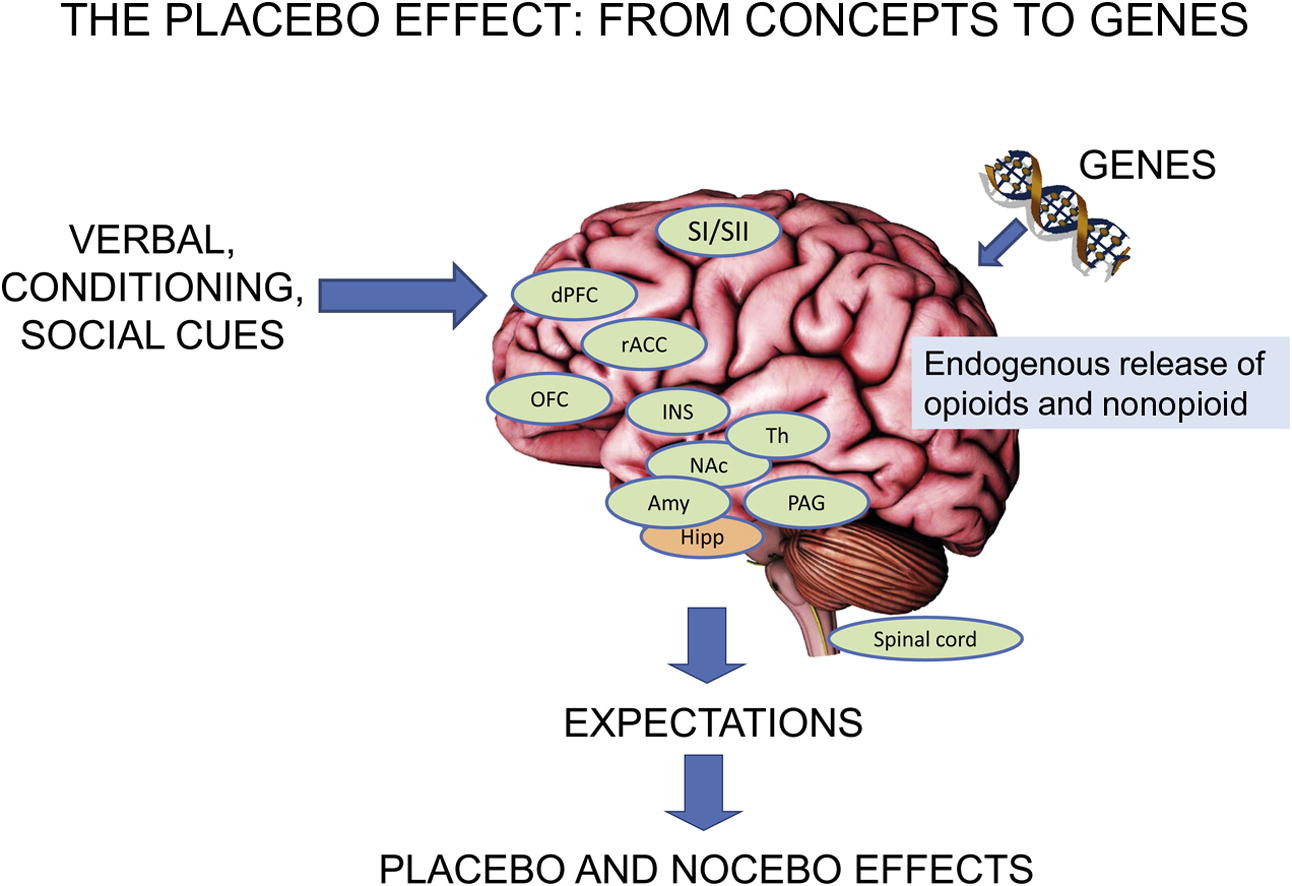 THE PLACEBO EFFECT: FROM CONCEPTS TO GENES
GENES
VERBAL,
CONDITIONING,
SOCIAL CUES
SI/SII
dPFC
rACC
OFC
INS
Th
NAc
Amy
PAG
Hipp
Endogenous release of
opioids and nonopioid
Spinal cord
EXPECTATIONS
PLACEBO AND NOCEBO EFFECTS